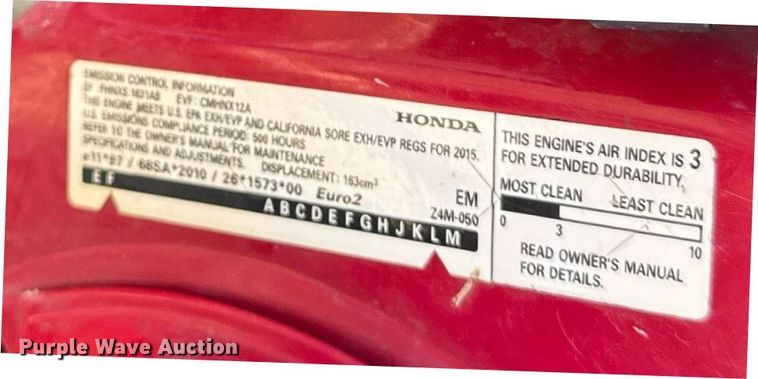 EMISSION CONTROL INFORMATION
EF: FHNXS.1631AB EVF: CMHNX12A
THIS ENGINE MEETS U.S. EPA EXH/EVP AND CALIFORNIA SORE EXH/EVP REGS FOR 2015.
U.S. EMISSIONS COMPLIANCE PERIOD: 500 HOURS
REFER TO THE OWNER'S MANUAL FOR MAINTENANCE
SPECIFICATIONS AND ADJUSTMENTS. DISPLACEMENT: 163cm³
e11*97 / 68SA*2010 / 26*1573*00 Euro2
HONDA
EM
Z4M-050
E F A B C D E F G H J K L M
THIS ENGINE'S AIR INDEX IS 3
FOR EXTENDED DURABILITY.
MOST CLEAN LEAST CLEAN
0 3 10
READ OWNER'S MANUAL
FOR DETAILS.
Purple Wave Auction